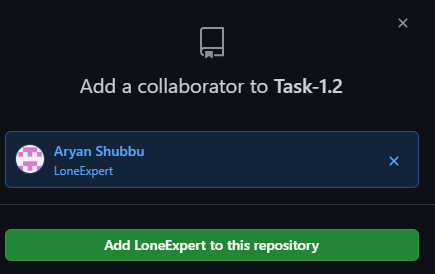 Add a collaborator to Task-1.2
Aryan Shubbu
LoneExpert
Add LoneExpert to this repository